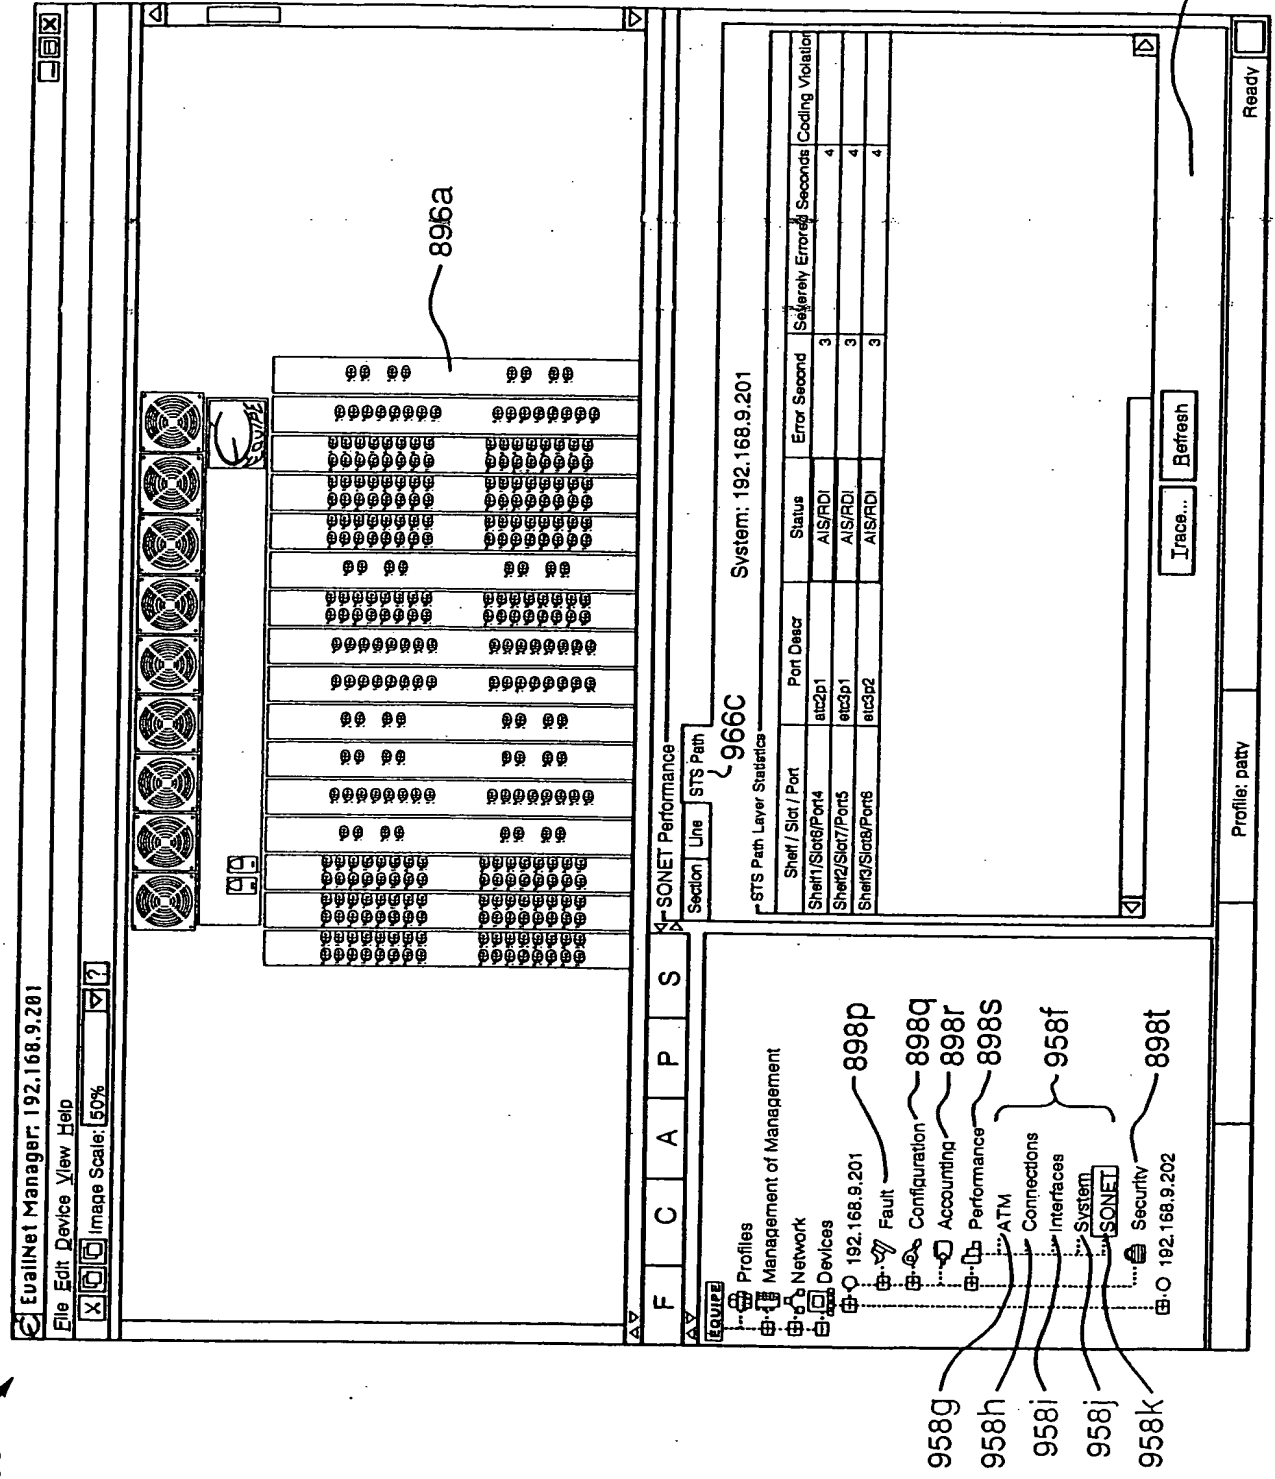 EuallNet Manager: 192.168.9.201
File Edit Device View Help
Image Scale: 50%
?
896a
F C A P S
EQUIPE
Profiles
Management of Management
Network
Devices
192.168.9.201
898p
Fault
Configuration
898q
Accounting
898r
Performance
898s
958g
ATM
958h
Connections
958i
Interfaces
958f
958j
System
958k
SONET
Security
898t
192.168.9.202
SONET Performance
Section Line STS Path
966C
System: 192.168.9.201
STS Path Layer Statistics
Shelf / Slot / Port Port Descr Status Error Second Severely Errored Seconds Coding Violation
Shelf1/Slot6/Port4 atc2p1 AIS/RDI 3 4
Shelf2/Slot7/Port5 etc3p1 AIS/RDI 3 4
Shelf3/Slot8/Port6 etc3p2 AIS/RDI 3 4
Trace... Refresh
Profile: patty
Ready